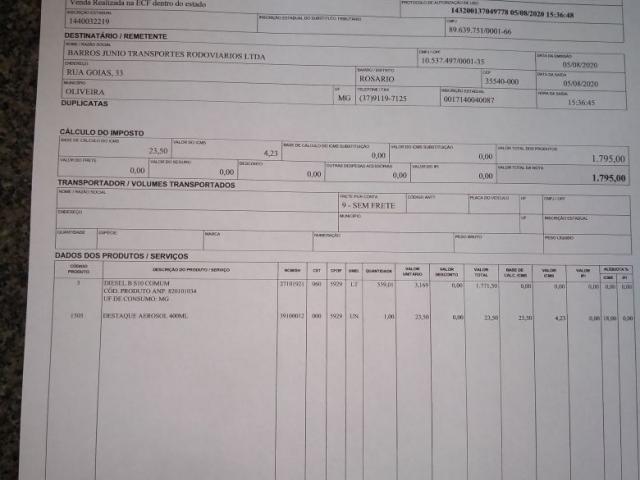 Venda Realizada na ECF dentro do estado
PROTOCOLO DE AUTORIZAÇÃO DE USO
143200137049778 05/08/2020 15:36:48
INSCRIÇÃO ESTADUAL
1440032219
INSCRIÇÃO ESTADUAL DO SUBSTITUTO TRIBUTÁRIO
CNPJ
89.639.751/0001-66
DESTINATÁRIO / REMETENTE
NOME / RAZÃO SOCIAL
BARROS JUNIO TRANSPORTES RODOVIARIOS LTDA
CNPJ / CPF
10.537.497/0001-35
DATA DA EMISSÃO
05/08/2020
ENDEREÇO
RUA GOIAS, 33
BAIRRO / DISTRITO
ROSARIO
CEP
35540-000
DATA DA SAÍDA
05/08/2020
MUNICÍPIO
OLIVEIRA
UF
MG
TELEFONE / FAX
(37)9119-7125
INSCRIÇÃO ESTADUAL
0017140040087
HORA DA SAÍDA
15:36:45
DUPLICATAS
CÁLCULO DO IMPOSTO
BASE DE CÁLCULO DO ICMS
23,50
VALOR DO ICMS
4,23
BASE DE CÁLCULO DO ICMS SUBSTITUIÇÃO
0,00
VALOR DO ICMS SUBSTITUIÇÃO
0,00
VALOR TOTAL DOS PRODUTOS
1.795,00
VALOR DO FRETE
0,00
VALOR DO SEGURO
0,00
DESCONTO
0,00
OUTRAS DESPESAS ACESSÓRIAS
0,00
VALOR DO IPI
0,00
VALOR TOTAL DA NOTA
1.795,00
TRANSPORTADOR / VOLUMES TRANSPORTADOS
NOME / RAZÃO SOCIAL
FRETE POR CONTA
9 - SEM FRETE
CÓDIGO ANTT
PLACA DO VEÍCULO
UF
CNPJ / CPF
ENDEREÇO
MUNICÍPIO
UF
INSCRIÇÃO ESTADUAL
QUANTIDADE
ESPÉCIE
MARCA
NUMERAÇÃO
PESO BRUTO
PESO LÍQUIDO
DADOS DOS PRODUTOS / SERVIÇOS
CÓDIGO PRODUTO DESCRIÇÃO DO PRODUTO / SERVIÇO NCM/SH CST CFOP UNID. QUANTIDADE VALOR UNITÁRIO VALOR DESCONTO VALOR TOTAL BASE DE CALC. ICMS VALOR ICMS VALOR IPI ALÍQUOTA % ICMS IPI
DIESEL B S10 COMUM 27101921 060 5929 LT 559,01 3,169 0,00 1.771,50 0,00 0,00 0,00 0,00 0,00
CÓD. PRODUTO ANP: 820101034
UF DE CONSUMO: MG
DESTAQUE AEROSOL 400ML 39100012 000 5929 UN 1,00 23,50 0,00 23,50 23,50 4,23 0,00 18,00 0,00